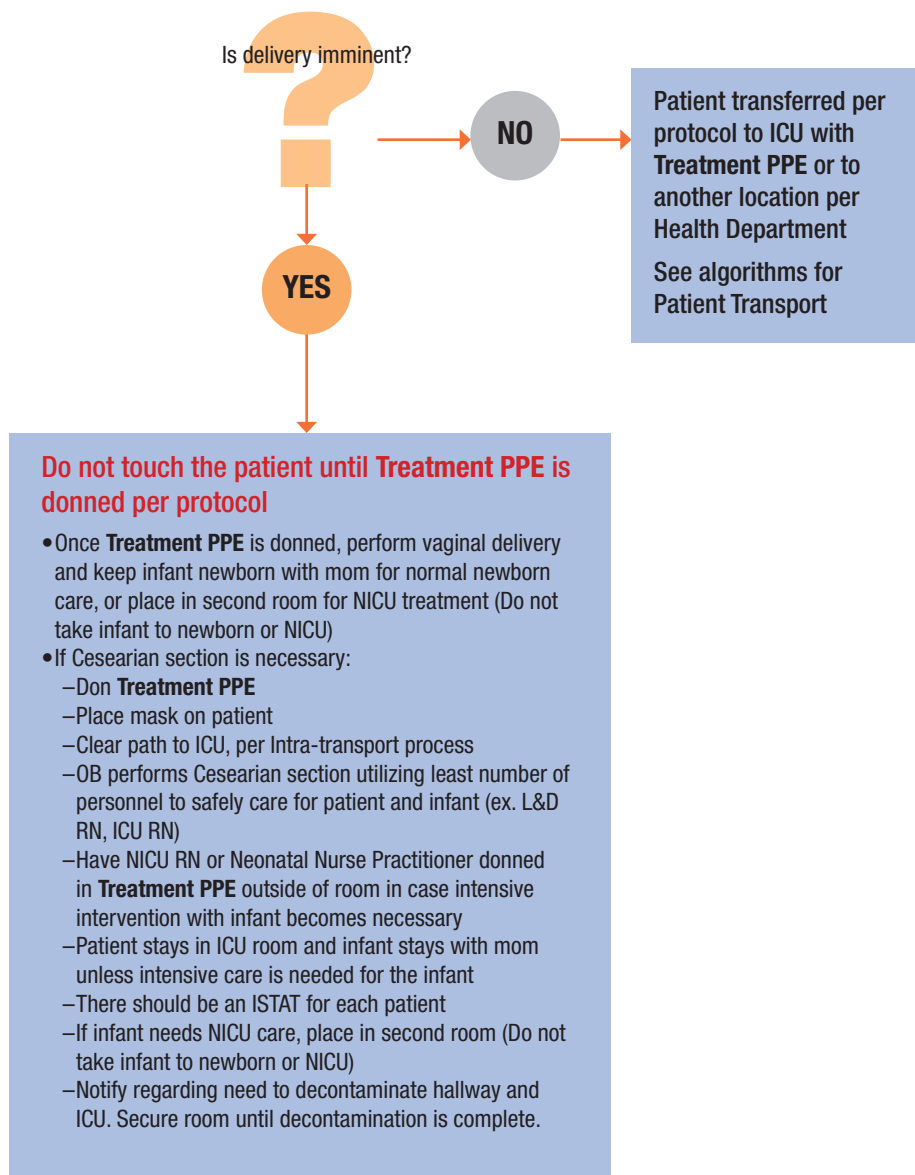 Is delivery imminent?
?
NO
Patient transferred per
protocol to ICU with
Treatment PPE or to
another location per
Health Department
See algorithms for
Patient Transport
YES
Do not touch the patient until Treatment PPE is
donned per protocol
•Once Treatment PPE is donned, perform vaginal delivery
and keep infant newborn with mom for normal newborn
care, or place in second room for NICU treatment (Do not
take infant to newborn or NICU)
•If Cesearian section is necessary:
–Don Treatment PPE
–Place mask on patient
–Clear path to ICU, per Intra-transport process
–OB performs Cesearian section utilizing least number of
personnel to safely care for patient and infant (ex. L&D
RN, ICU RN)
–Have NICU RN or Neonatal Nurse Practitioner donned
in Treatment PPE outside of room in case intensive
intervention with infant becomes necessary
–Patient stays in ICU room and infant stays with mom
unless intensive care is needed for the infant
–There should be an ISTAT for each patient
–If infant needs NICU care, place in second room (Do not
take infant to newborn or NICU)
–Notify regarding need to decontaminate hallway and
ICU. Secure room until decontamination is complete.